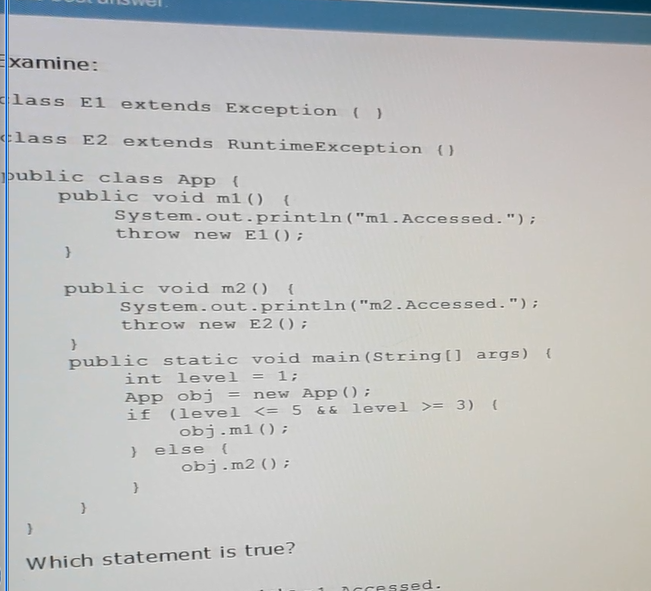 answer.
Examine:
class E1 extends Exception { }
class E2 extends RuntimeException {}
public class App {
public void m1() {
System.out.println("m1.Accessed.");
throw new E1();
}
public void m2() {
System.out.println("m2.Accessed.");
throw new E2();
}
public static void main(String[] args) {
int level = 1;
App obj = new App();
if (level <= 5 && level >= 3) {
obj.m1();
} else {
obj.m2();
}
}
}
Which statement is true?
Accessed.